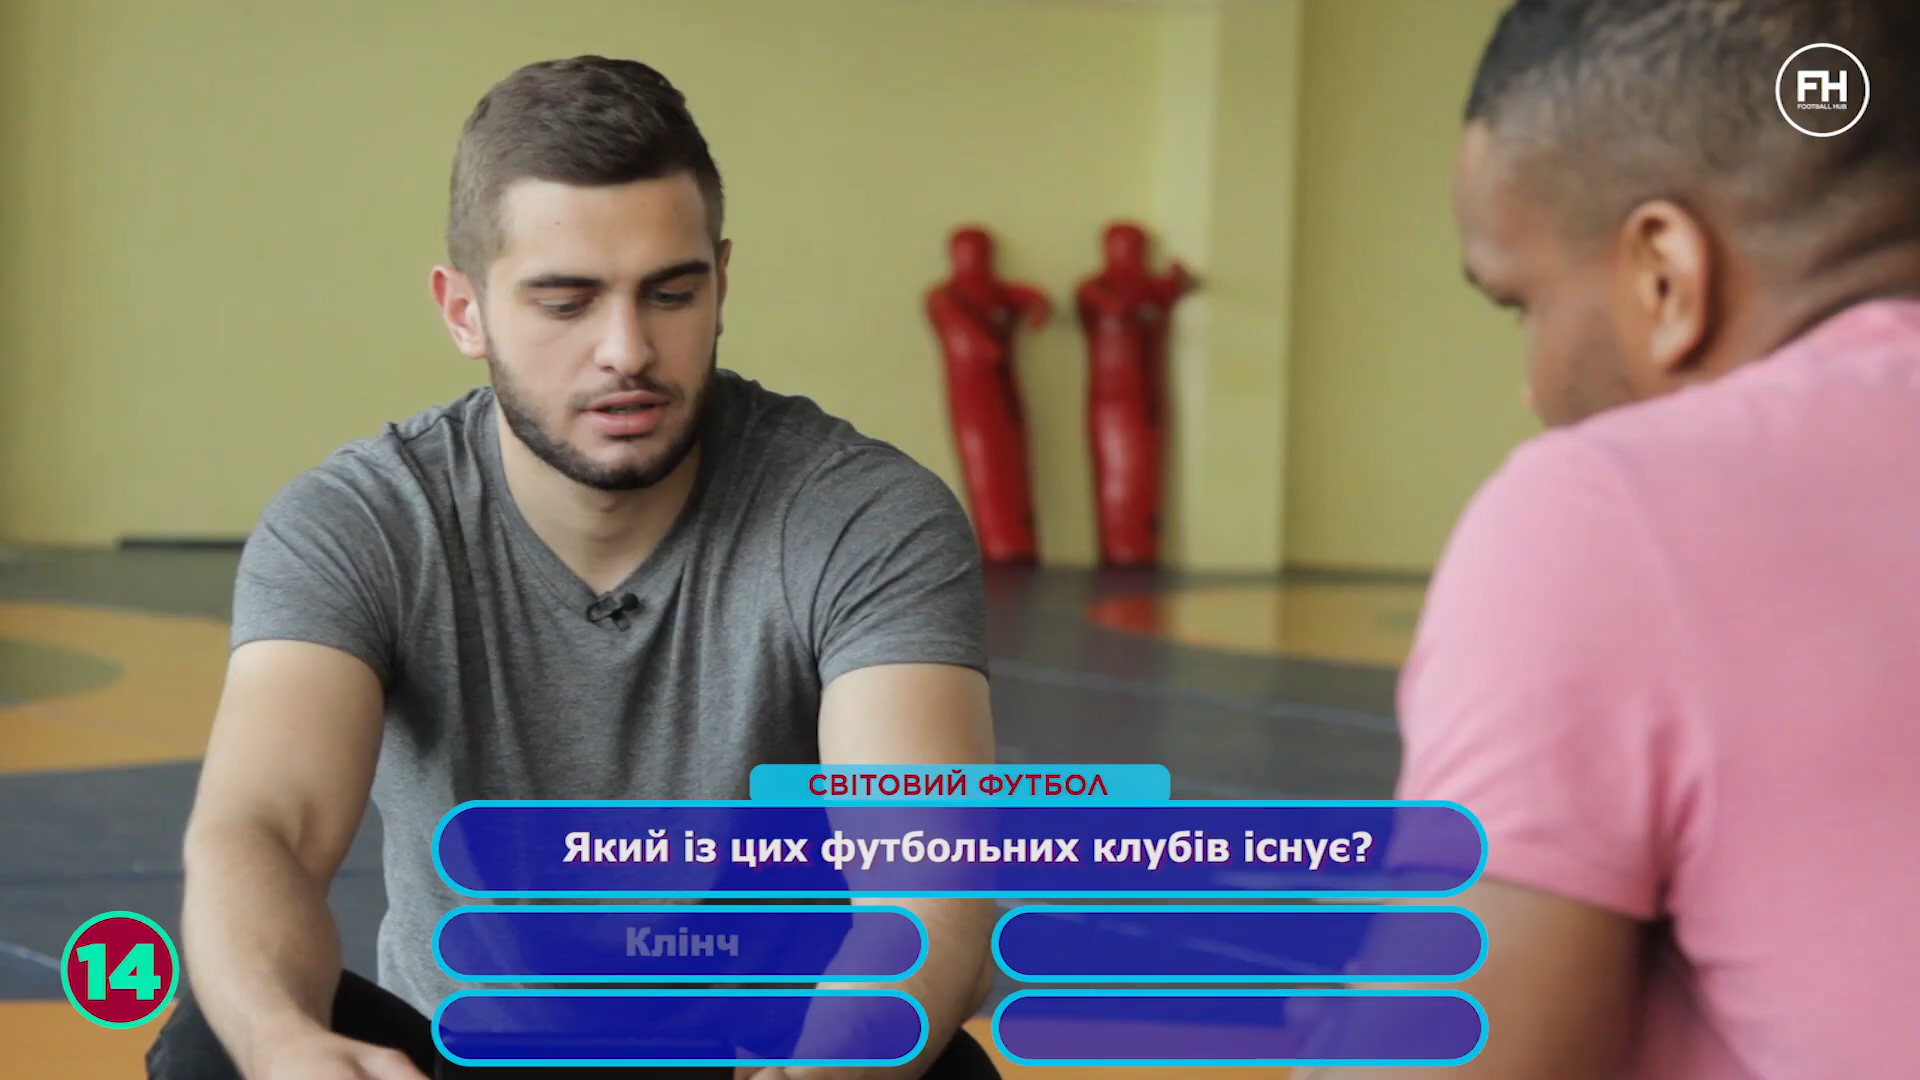 FH
FOOTBALL HUB
СВІТОВИЙ ФУТБОЛ
Який із цих футбольних клубів існує?
Клінч
14